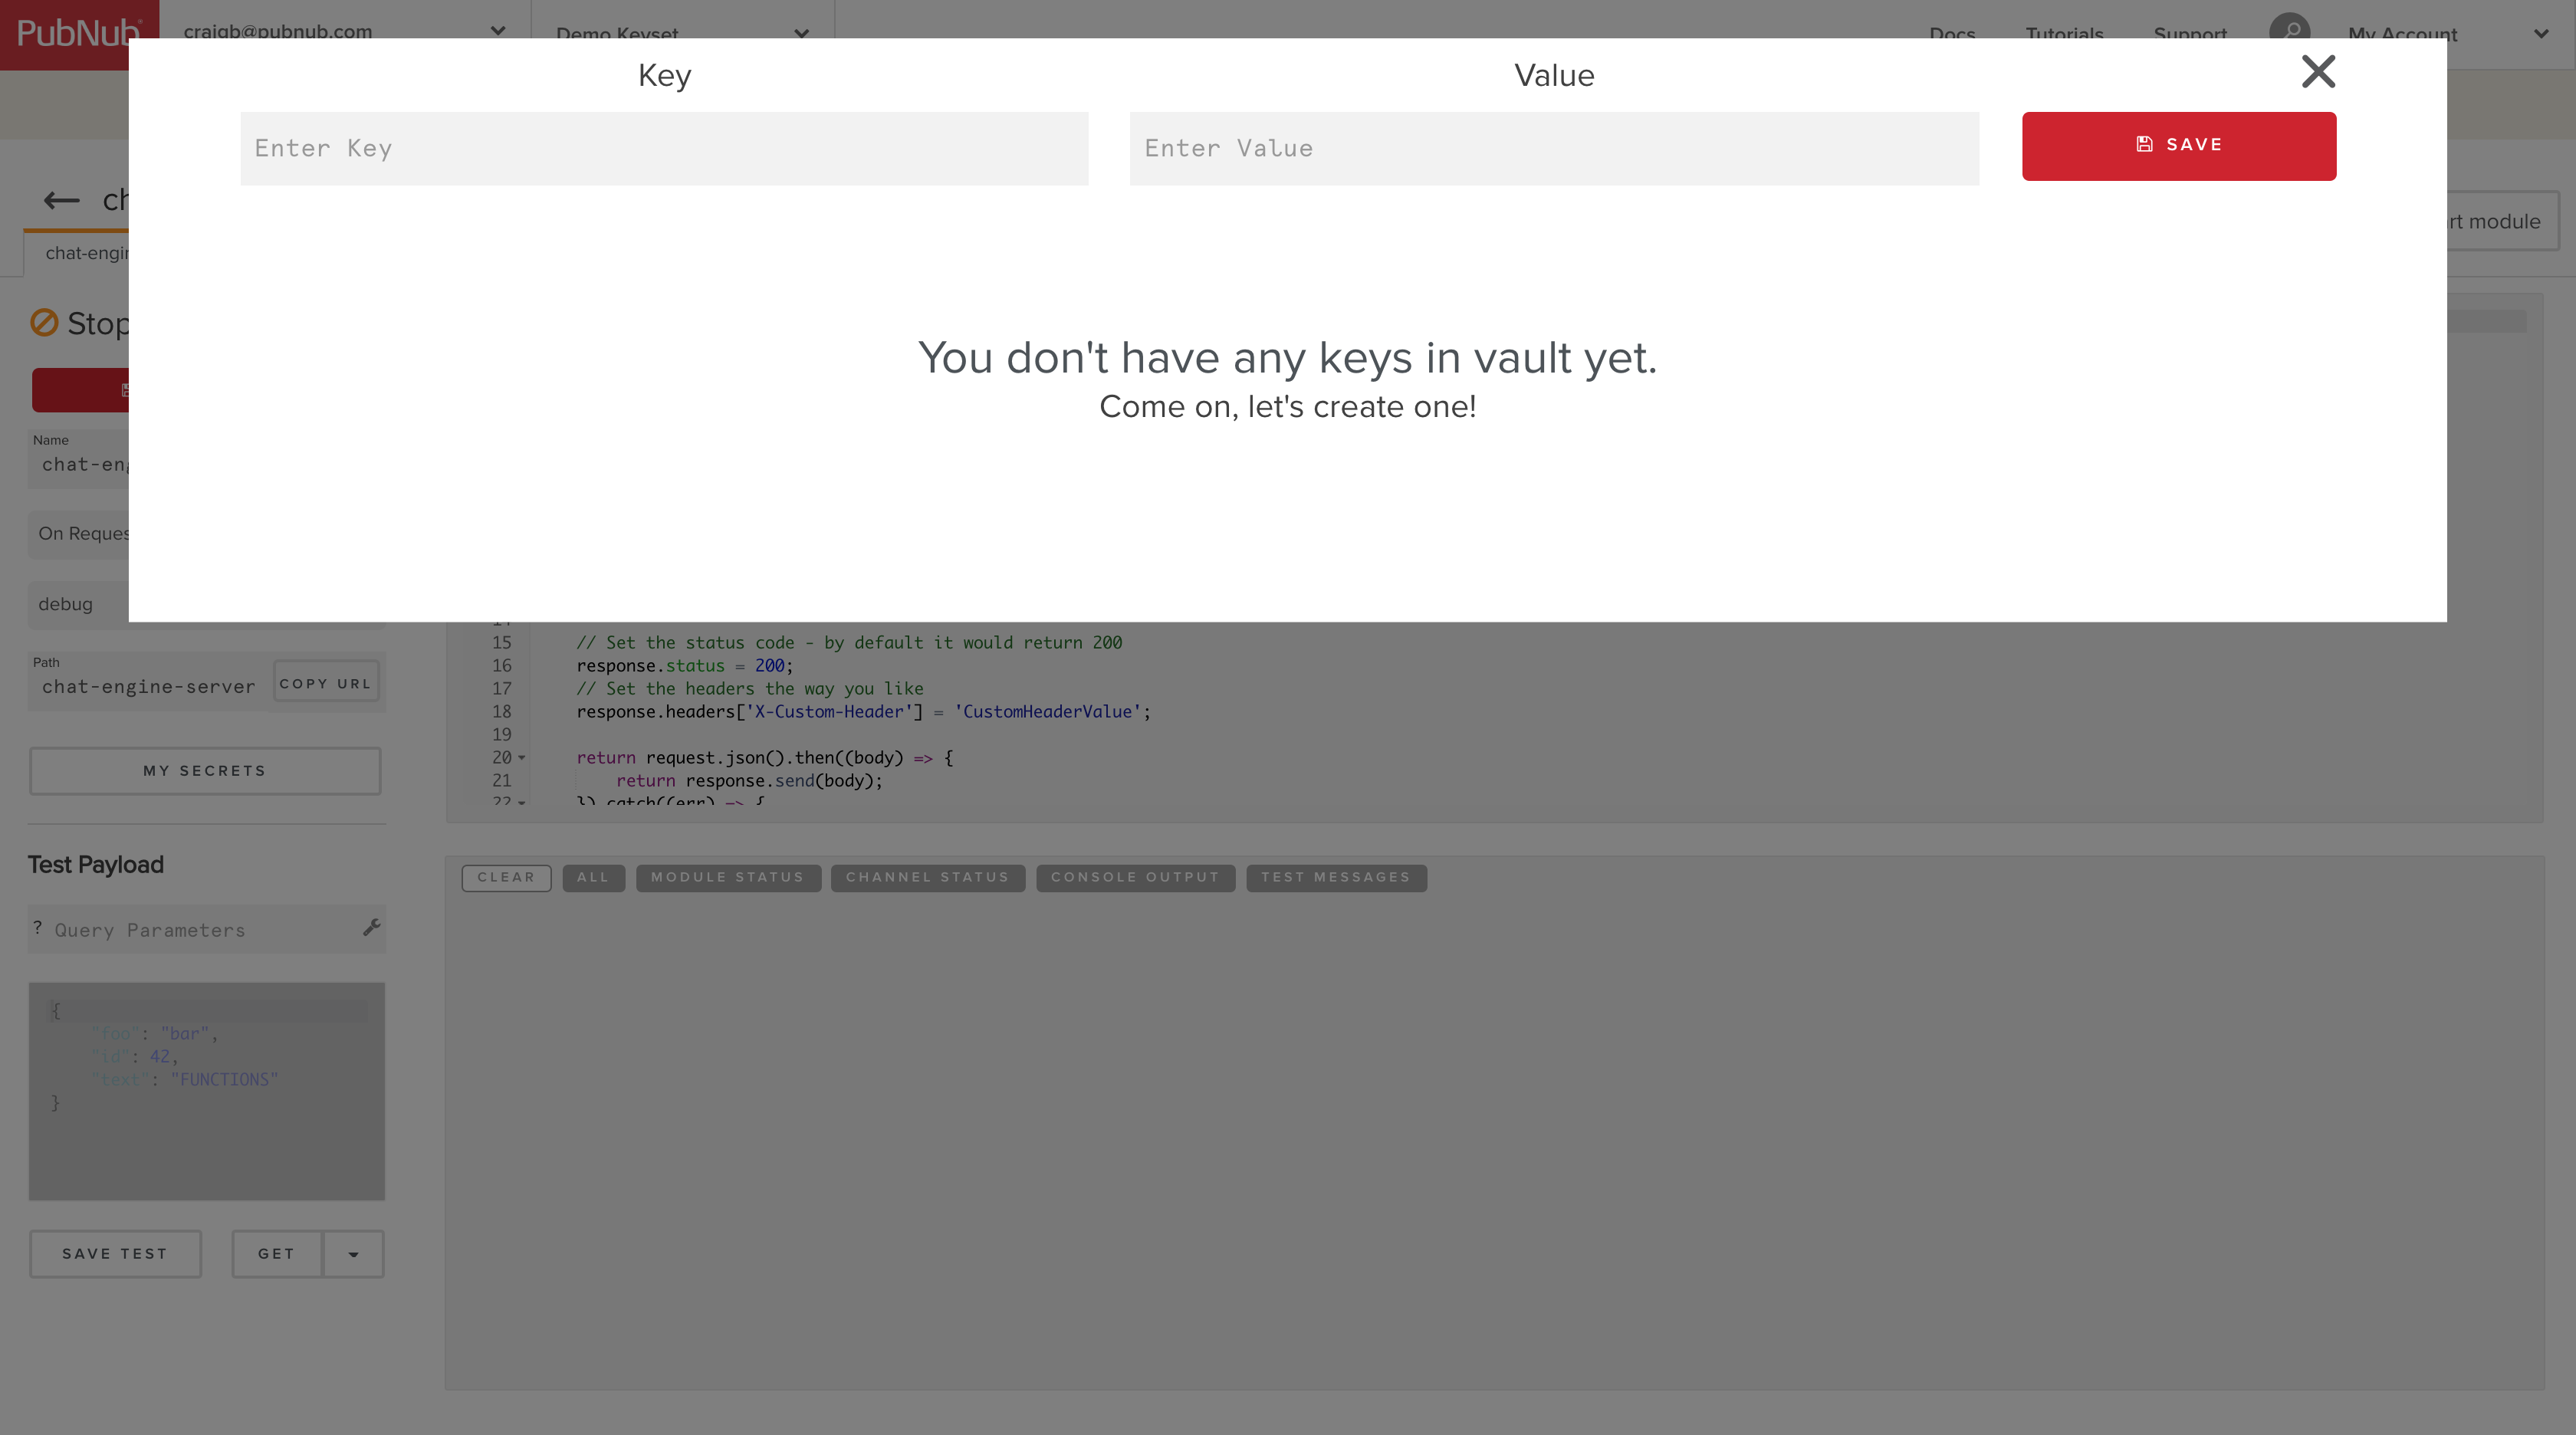 PubNub
craigb@pubnub.com
Demo Keyset
Docs
Tutorials
Support
My Account
Key
Value
Enter Key
Enter Value
SAVE
ch
rt module
chat-engin
Stop
You don't have any keys in vault yet.
Come on, let's create one!
Name
chat-eng
On Reques
debug
Path
chat-engine-server
COPY URL
MY SECRETS
14
15 // Set the status code - by default it would return 200
16 response.status = 200;
17 // Set the headers the way you like
18 response.headers['X-Custom-Header'] = 'CustomHeaderValue';
19
20 return request.json().then((body) => {
21 return response.send(body);
22 }).catch((err) => {
Test Payload
? Query Parameters
{
"foo": "bar",
"id": 42,
"text": "FUNCTIONS"
}
SAVE TEST
GET
CLEAR
ALL
MODULE STATUS
CHANNEL STATUS
CONSOLE OUTPUT
TEST MESSAGES